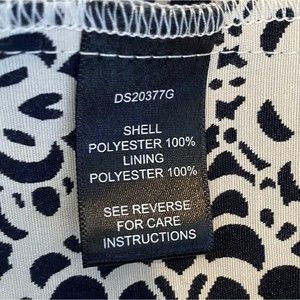 DS20377G
SHELL
POLYESTER 100%
LINING
POLYESTER 100%
SEE REVERSE
FOR CARE
INSTRUCTIONS